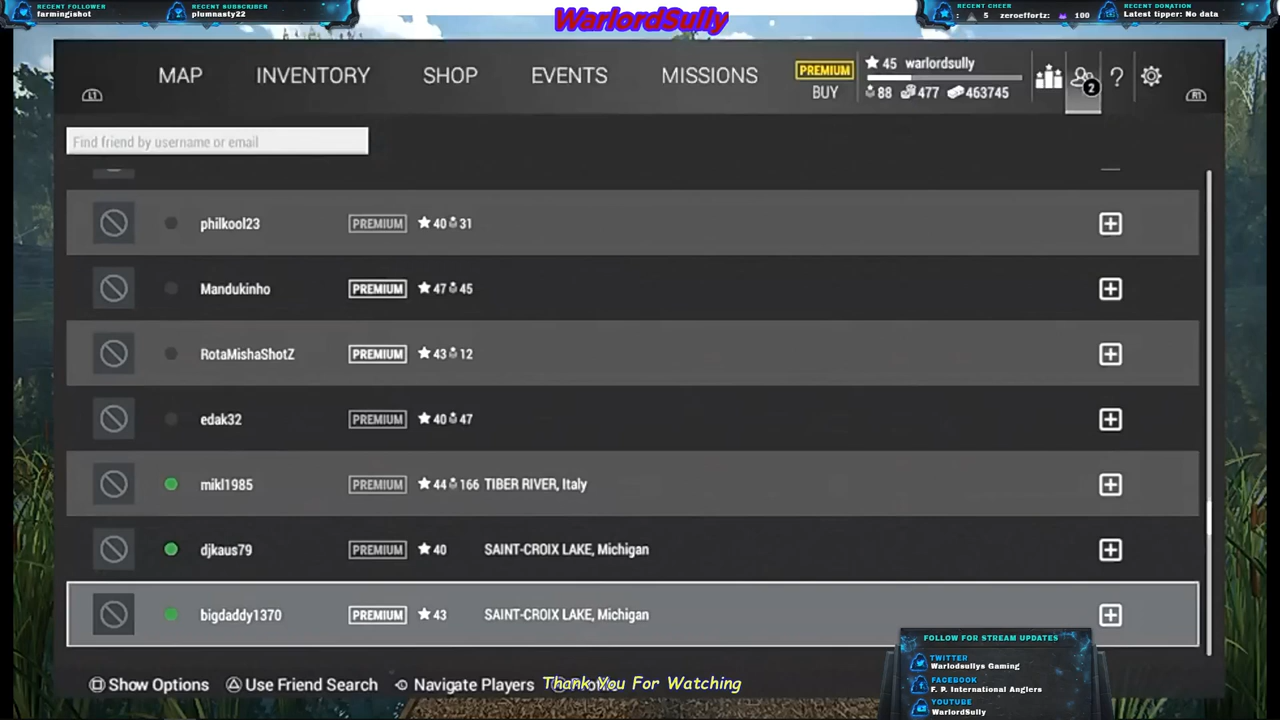 RECENT FOLLOWER
farmingishot
RECENT SUBSCRIBER
plumnasty22
WarlordSully
RECENT CHEER
: 5 zeroeffortz: 100
RECENT DONATION
Latest tipper: No data
L1
MAP INVENTORY SHOP EVENTS MISSIONS
PREMIUM
BUY
45 warlordsully
88 477 463745
2
?
R1
Find friend by username or email
philkool23 PREMIUM 40 31
Mandukinho PREMIUM 47 45
RotaMishaShotZ PREMIUM 43 12
edak32 PREMIUM 40 47
mikl1985 PREMIUM 44 166 TIBER RIVER, Italy
djkaus79 PREMIUM 40 SAINT-CROIX LAKE, Michigan
bigdaddy1370 PREMIUM 43 SAINT-CROIX LAKE, Michigan
Show Options Use Friend Search Navigate Players
Thank You For Watching
FOLLOW FOR STREAM UPDATES
TWITTER
Warlodsullys Gaming
FACEBOOK
F. P. International Anglers
YOUTUBE
WarlordSully